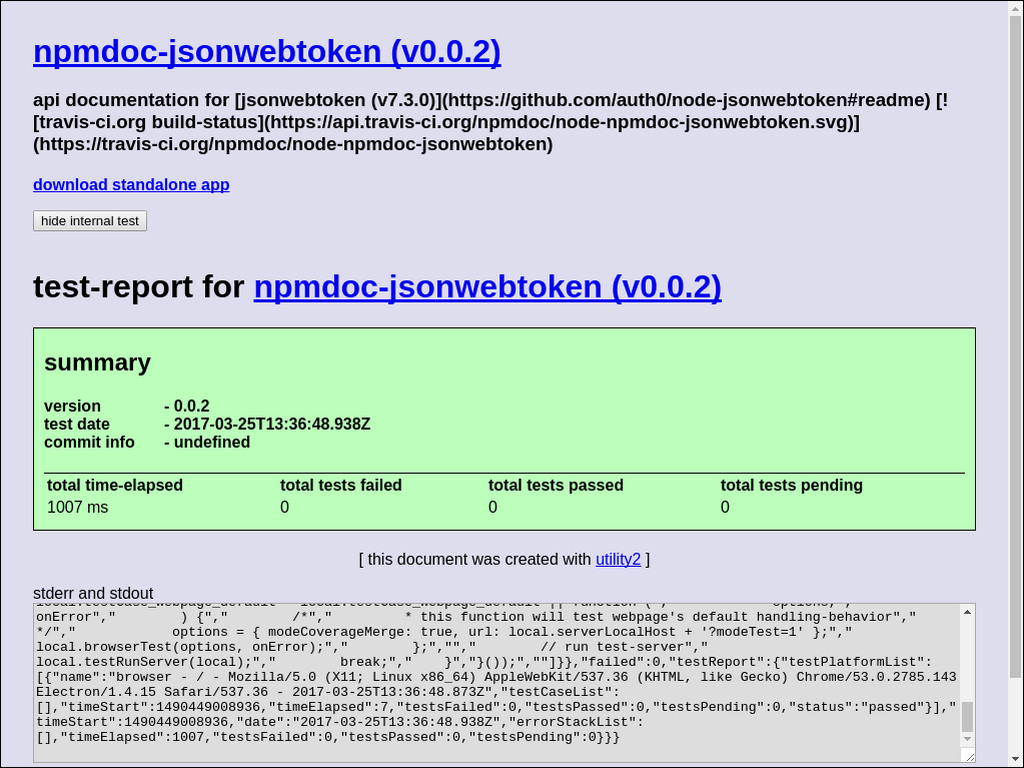 npmdoc-jsonwebtoken (v0.0.2)
api documentation for [jsonwebtoken (v7.3.0)](https://github.com/auth0/node-jsonwebtoken#readme) [!
[travis-ci.org build-status](https://api.travis-ci.org/npmdoc/node-npmdoc-jsonwebtoken.svg)]
(https://travis-ci.org/npmdoc/node-npmdoc-jsonwebtoken)
download standalone app
hide internal test
test-report for npmdoc-jsonwebtoken (v0.0.2)
summary
version - 0.0.2
test date - 2017-03-25T13:36:48.938Z
commit info - undefined
total time-elapsed total tests failed total tests passed total tests pending
1007 ms 0 0 0
[ this document was created with utility2 ]
stderr and stdout
onError","        ) {","        /*","         * this function will test webpage's default handling-behavior","
*/","            options = { modeCoverageMerge: true, url: local.serverLocalHost + '?modeTest=1' };","
local.browserTest(options, onError);","        };","","        // run test-server","
local.testRunServer(local);","        break;","    }","}());",""]}},"failed":0,"testReport":{"testPlatformList":
[{"name":"browser - / - Mozilla/5.0 (X11; Linux x86_64) AppleWebKit/537.36 (KHTML, like Gecko) Chrome/53.0.2785.143
Electron/1.4.15 Safari/537.36 - 2017-03-25T13:36:48.873Z","testCaseList":
[],"timeStart":1490449008936,"timeElapsed":7,"testsFailed":0,"testsPassed":0,"testsPending":0,"status":"passed"}],"
timeStart":1490449008936,"date":"2017-03-25T13:36:48.938Z","errorStackList":
[],"timeElapsed":1007,"testsFailed":0,"testsPassed":0,"testsPending":0}}}